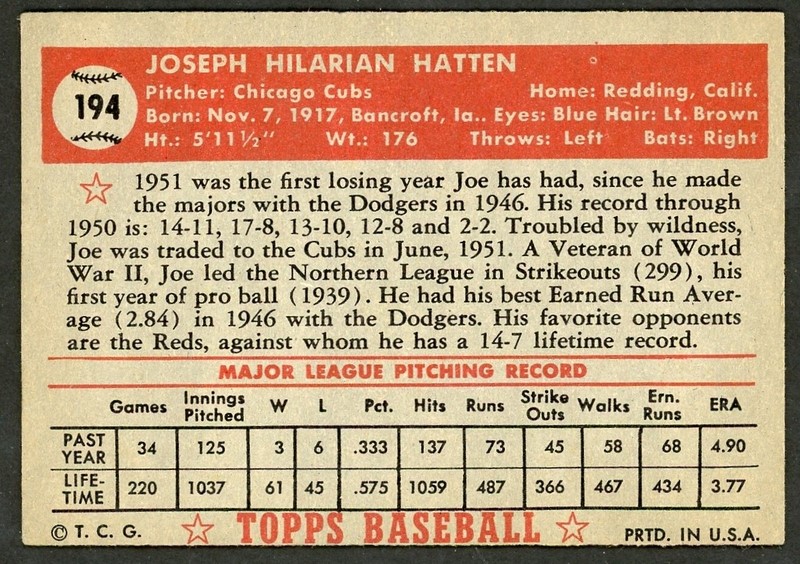 194
JOSEPH HILARIAN HATTEN
Pitcher: Chicago Cubs Home: Redding, Calif.
Born: Nov. 7, 1917, Bancroft, Ia.. Eyes: Blue Hair: Lt. Brown
Ht.: 5'11½" Wt.: 176 Throws: Left Bats: Right
1951 was the first losing year Joe has had, since he made
the majors with the Dodgers in 1946. His record through
1950 is: 14-11, 17-8, 13-10, 12-8 and 2-2. Troubled by wildness,
Joe was traded to the Cubs in June, 1951. A Veteran of World
War II, Joe led the Northern League in Strikeouts (299), his
first year of pro ball (1939). He had his best Earned Run Aver-
age (2.84) in 1946 with the Dodgers. His favorite opponents
are the Reds, against whom he has a 14-7 lifetime record.
MAJOR LEAGUE PITCHING RECORD
Games Innings Pitched W L Pct. Hits Runs Strike Outs Walks Ern. Runs ERA
PAST YEAR 34 125 3 6 .333 137 73 45 58 68 4.90
LIFE-TIME 220 1037 61 45 .575 1059 487 366 467 434 3.77
© T. C. G. TOPPS BASEBALL PRTD. IN U.S.A.